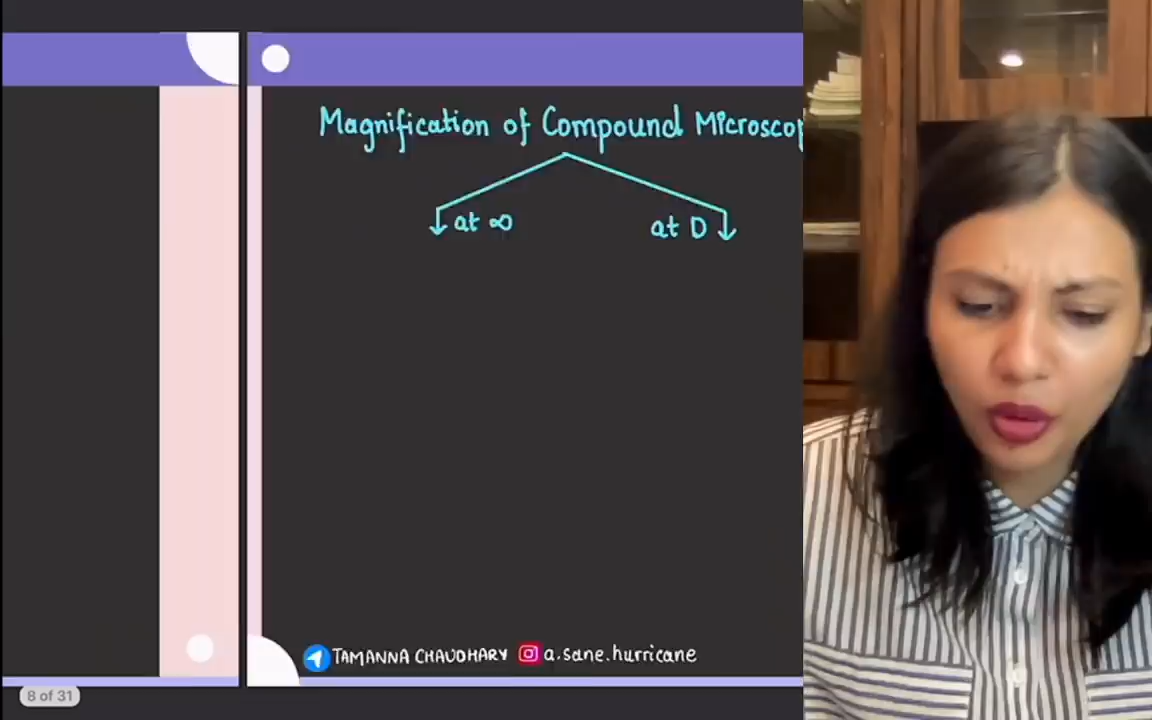 Magnification of Compound Microscop
at ∞
at D
TAMANNA CHAUDHARY a.sane.hurricane
8 of 31